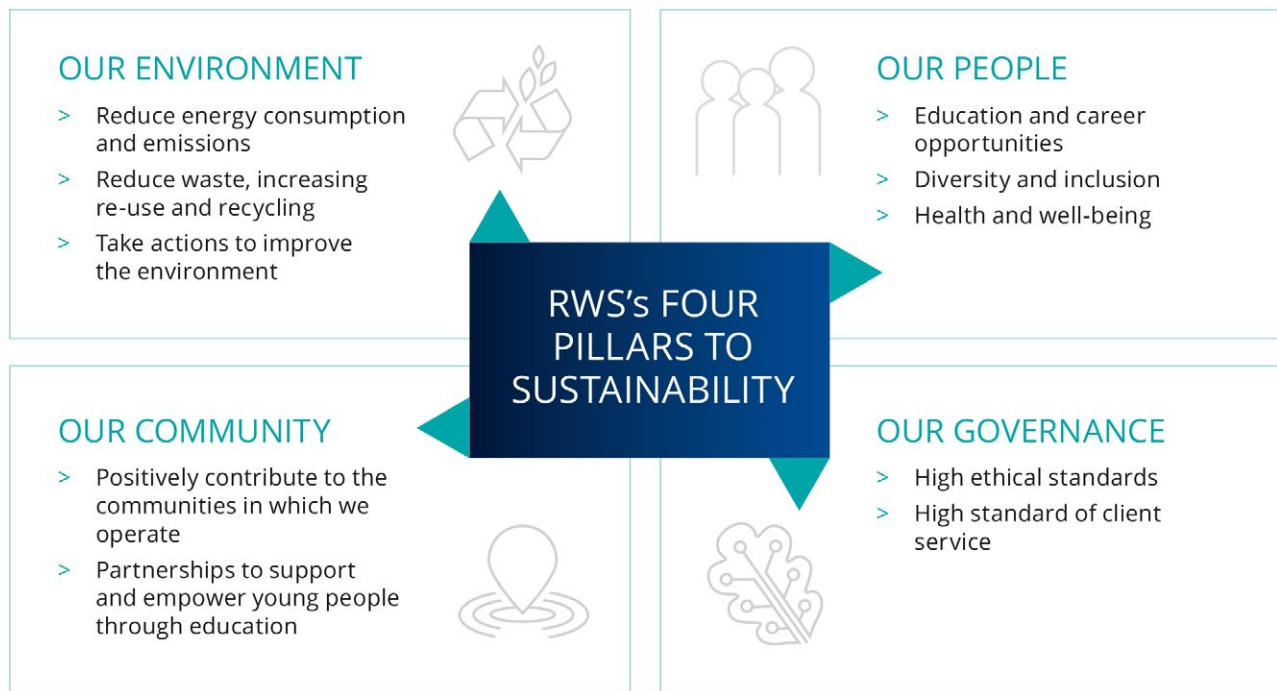 OUR ENVIRONMENT
> Reduce energy consumption
and emissions
> Reduce waste, increasing
re-use and recycling
> Take actions to improve
the environment
OUR PEOPLE
> Education and career
opportunities
> Diversity and inclusion
> Health and well-being
RWS's FOUR
PILLARS TO
SUSTAINABILITY
OUR COMMUNITY
> Positively contribute to the
communities in which we
operate
> Partnerships to support
and empower young people
through education
OUR GOVERNANCE
> High ethical standards
> High standard of client
service